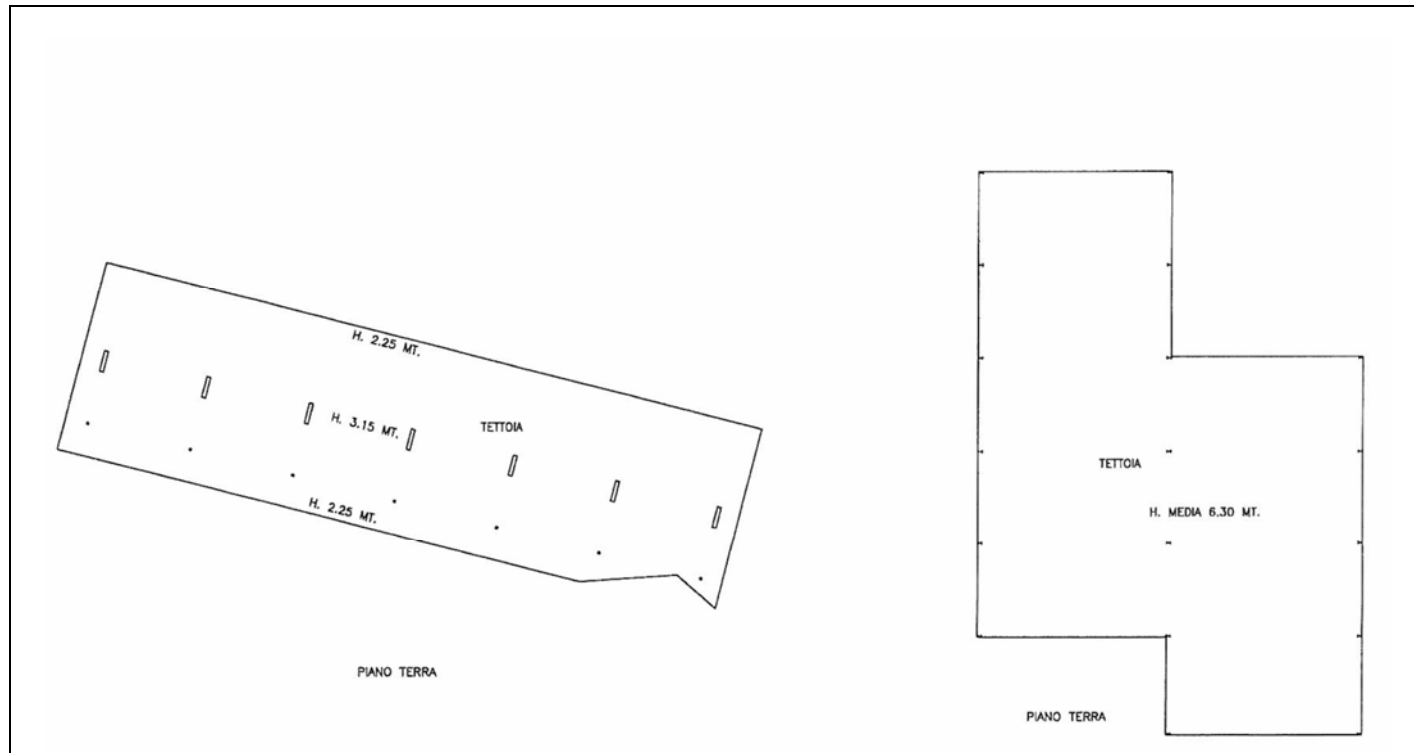 H. 2.25 MT.
H. 3.15 MT.
TETTOIA
H. 2.25 MT.
PIANO TERRA
TETTOIA
H. MEDIA 6.30 MT.
PIANO TERRA